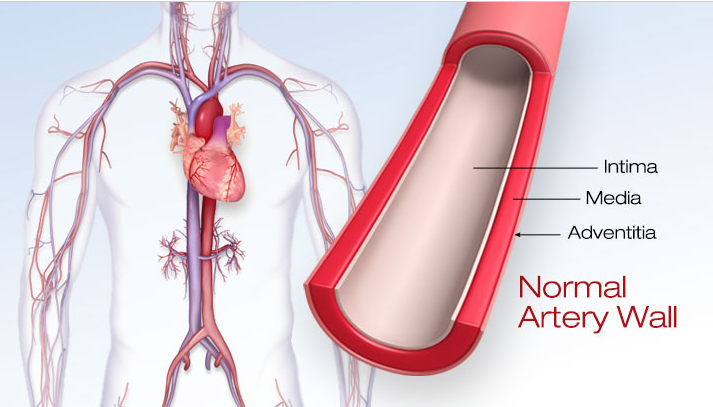 Intima
Media
Adventitia
Normal
Artery Wall